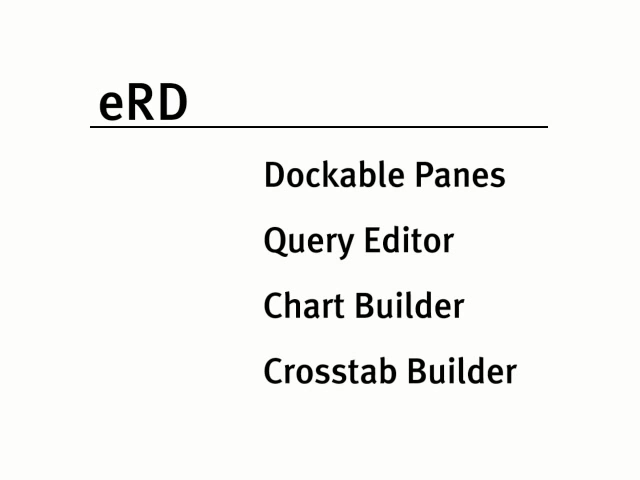 eRD
Dockable Panes
Query Editor
Chart Builder
Crosstab Builder